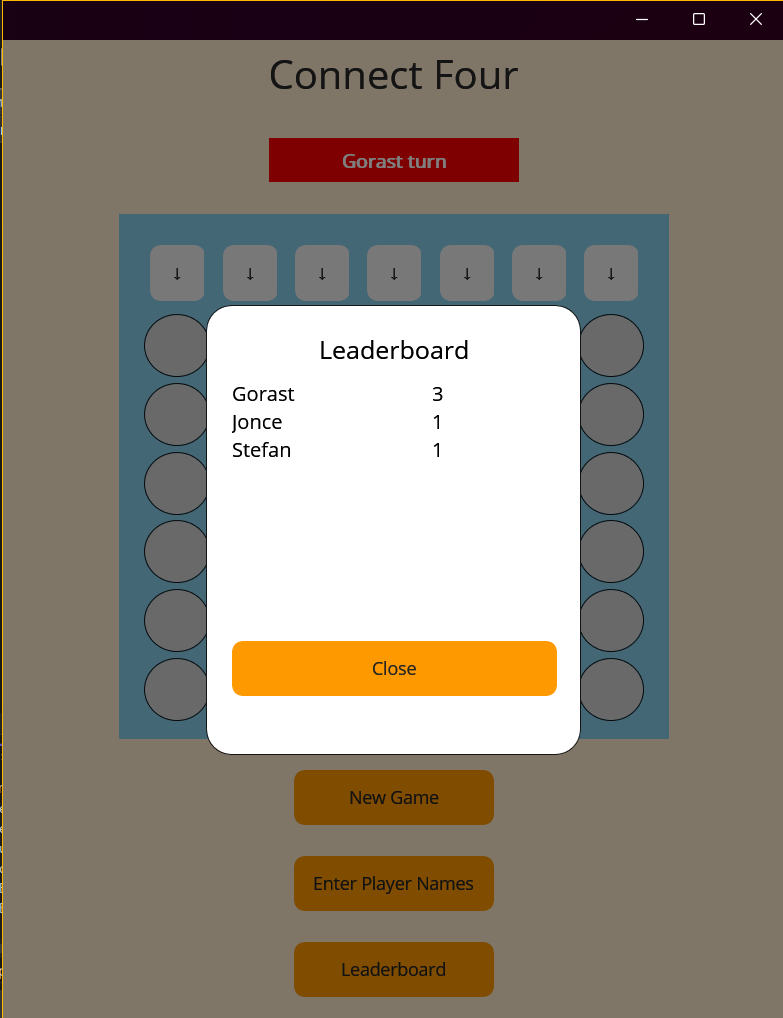 Connect Four
Gorast turn
↓ ↓ ↓ ↓ ↓ ↓ ↓
Leaderboard
Gorast 3
Jonce 1
Stefan 1
Close
New Game
Enter Player Names
Leaderboard